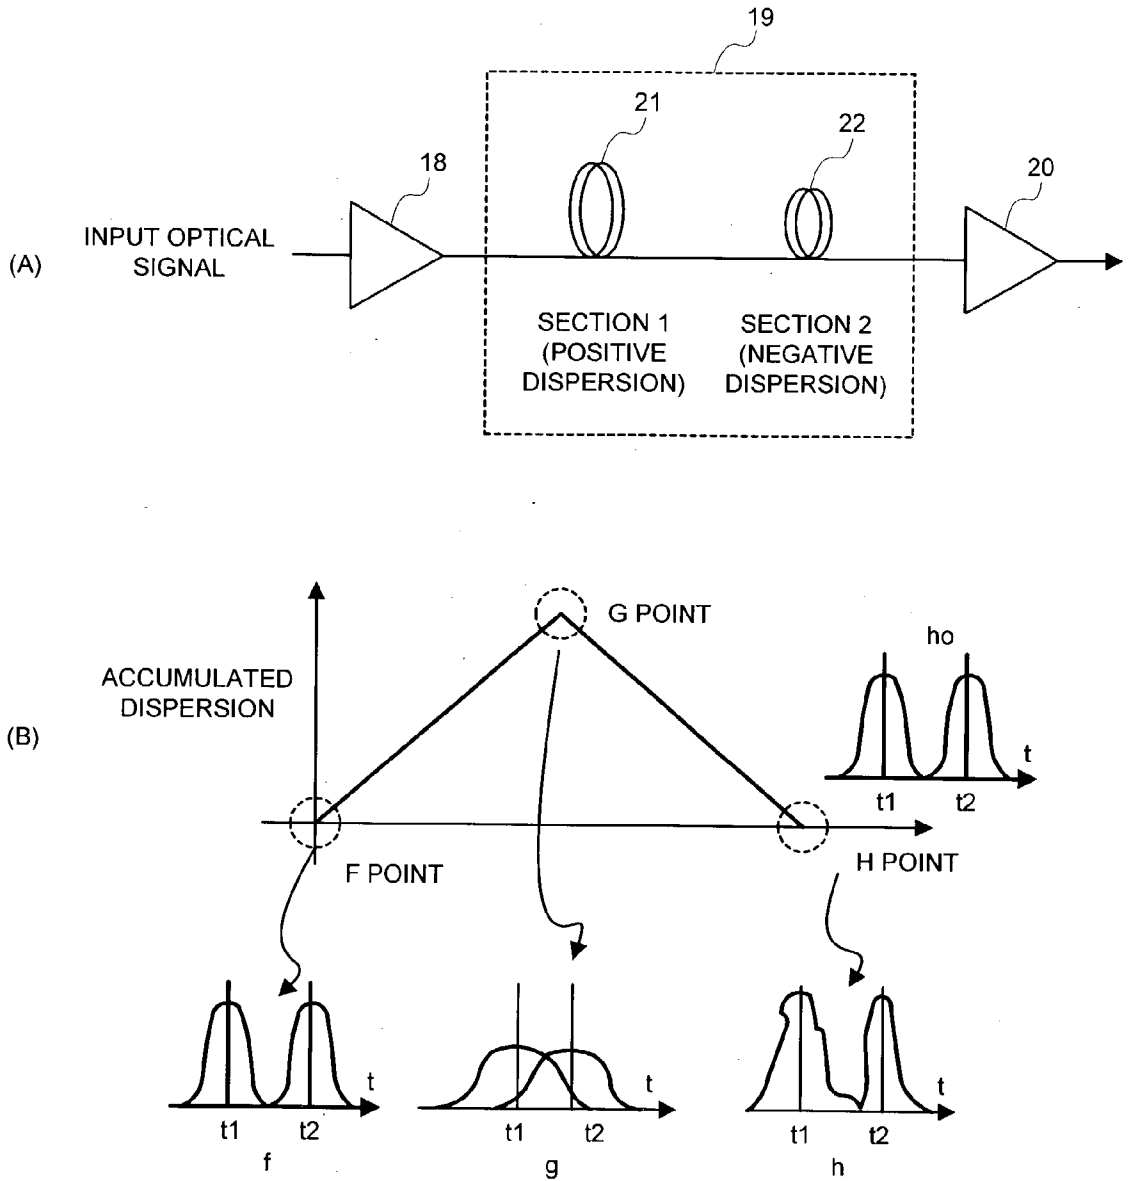 19
21
22
18
20
INPUT OPTICAL
SIGNAL
(A)
SECTION 1
(POSITIVE
DISPERSION)
SECTION 2
(NEGATIVE
DISPERSION)
G POINT
ho
ACCUMULATED
DISPERSION
(B)
t
t1 t2
F POINT
H POINT
t
t1 t2
f
t
t1 t2
g
t
t1 t2
h